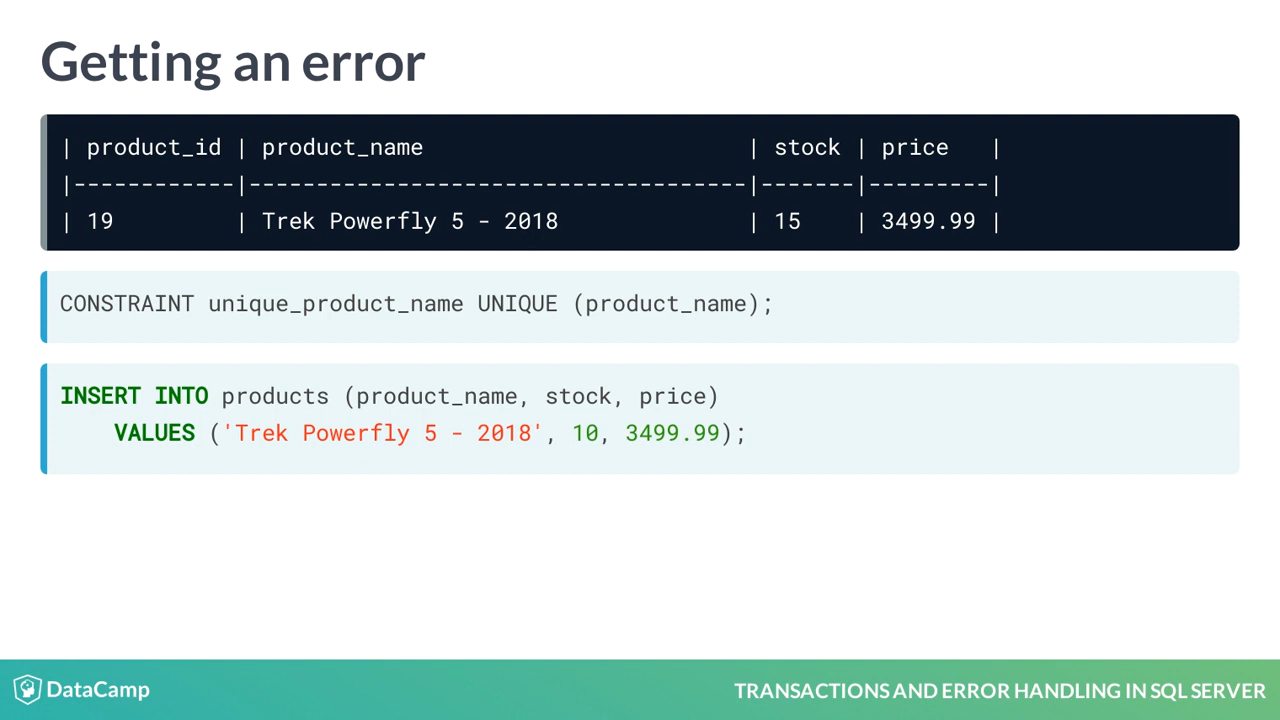 Getting an error
| product_id | product_name                        | stock | price   |
|------------|-------------------------------------|-------|---------|
| 19         | Trek Powerfly 5 - 2018              | 15    | 3499.99 |
CONSTRAINT unique_product_name UNIQUE (product_name);
INSERT INTO products (product_name, stock, price)
    VALUES ('Trek Powerfly 5 - 2018', 10, 3499.99);
DataCamp
TRANSACTIONS AND ERROR HANDLING IN SQL SERVER